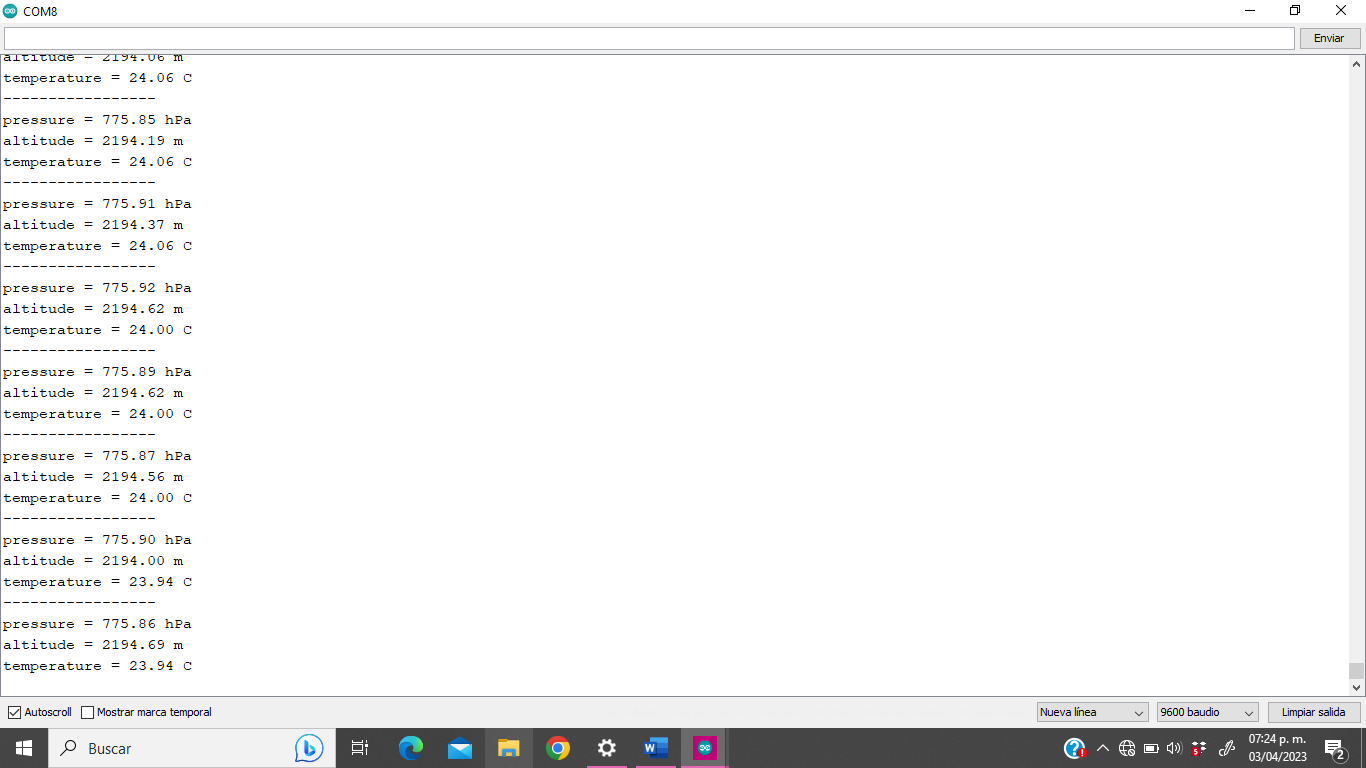 COM8
Enviar
altitude = 2194.06 m
temperature = 24.06 C
-----------------
pressure = 775.85 hPa
altitude = 2194.19 m
temperature = 24.06 C
-----------------
pressure = 775.91 hPa
altitude = 2194.37 m
temperature = 24.06 C
-----------------
pressure = 775.92 hPa
altitude = 2194.62 m
temperature = 24.00 C
-----------------
pressure = 775.89 hPa
altitude = 2194.62 m
temperature = 24.00 C
-----------------
pressure = 775.87 hPa
altitude = 2194.56 m
temperature = 24.00 C
-----------------
pressure = 775.90 hPa
altitude = 2194.00 m
temperature = 23.94 C
-----------------
pressure = 775.86 hPa
altitude = 2194.69 m
temperature = 23.94 C
Autoscroll Mostrar marca temporal Nueva línea 9600 baudio Limpiar salida
Buscar
07:24 p. m.
03/04/2023
2